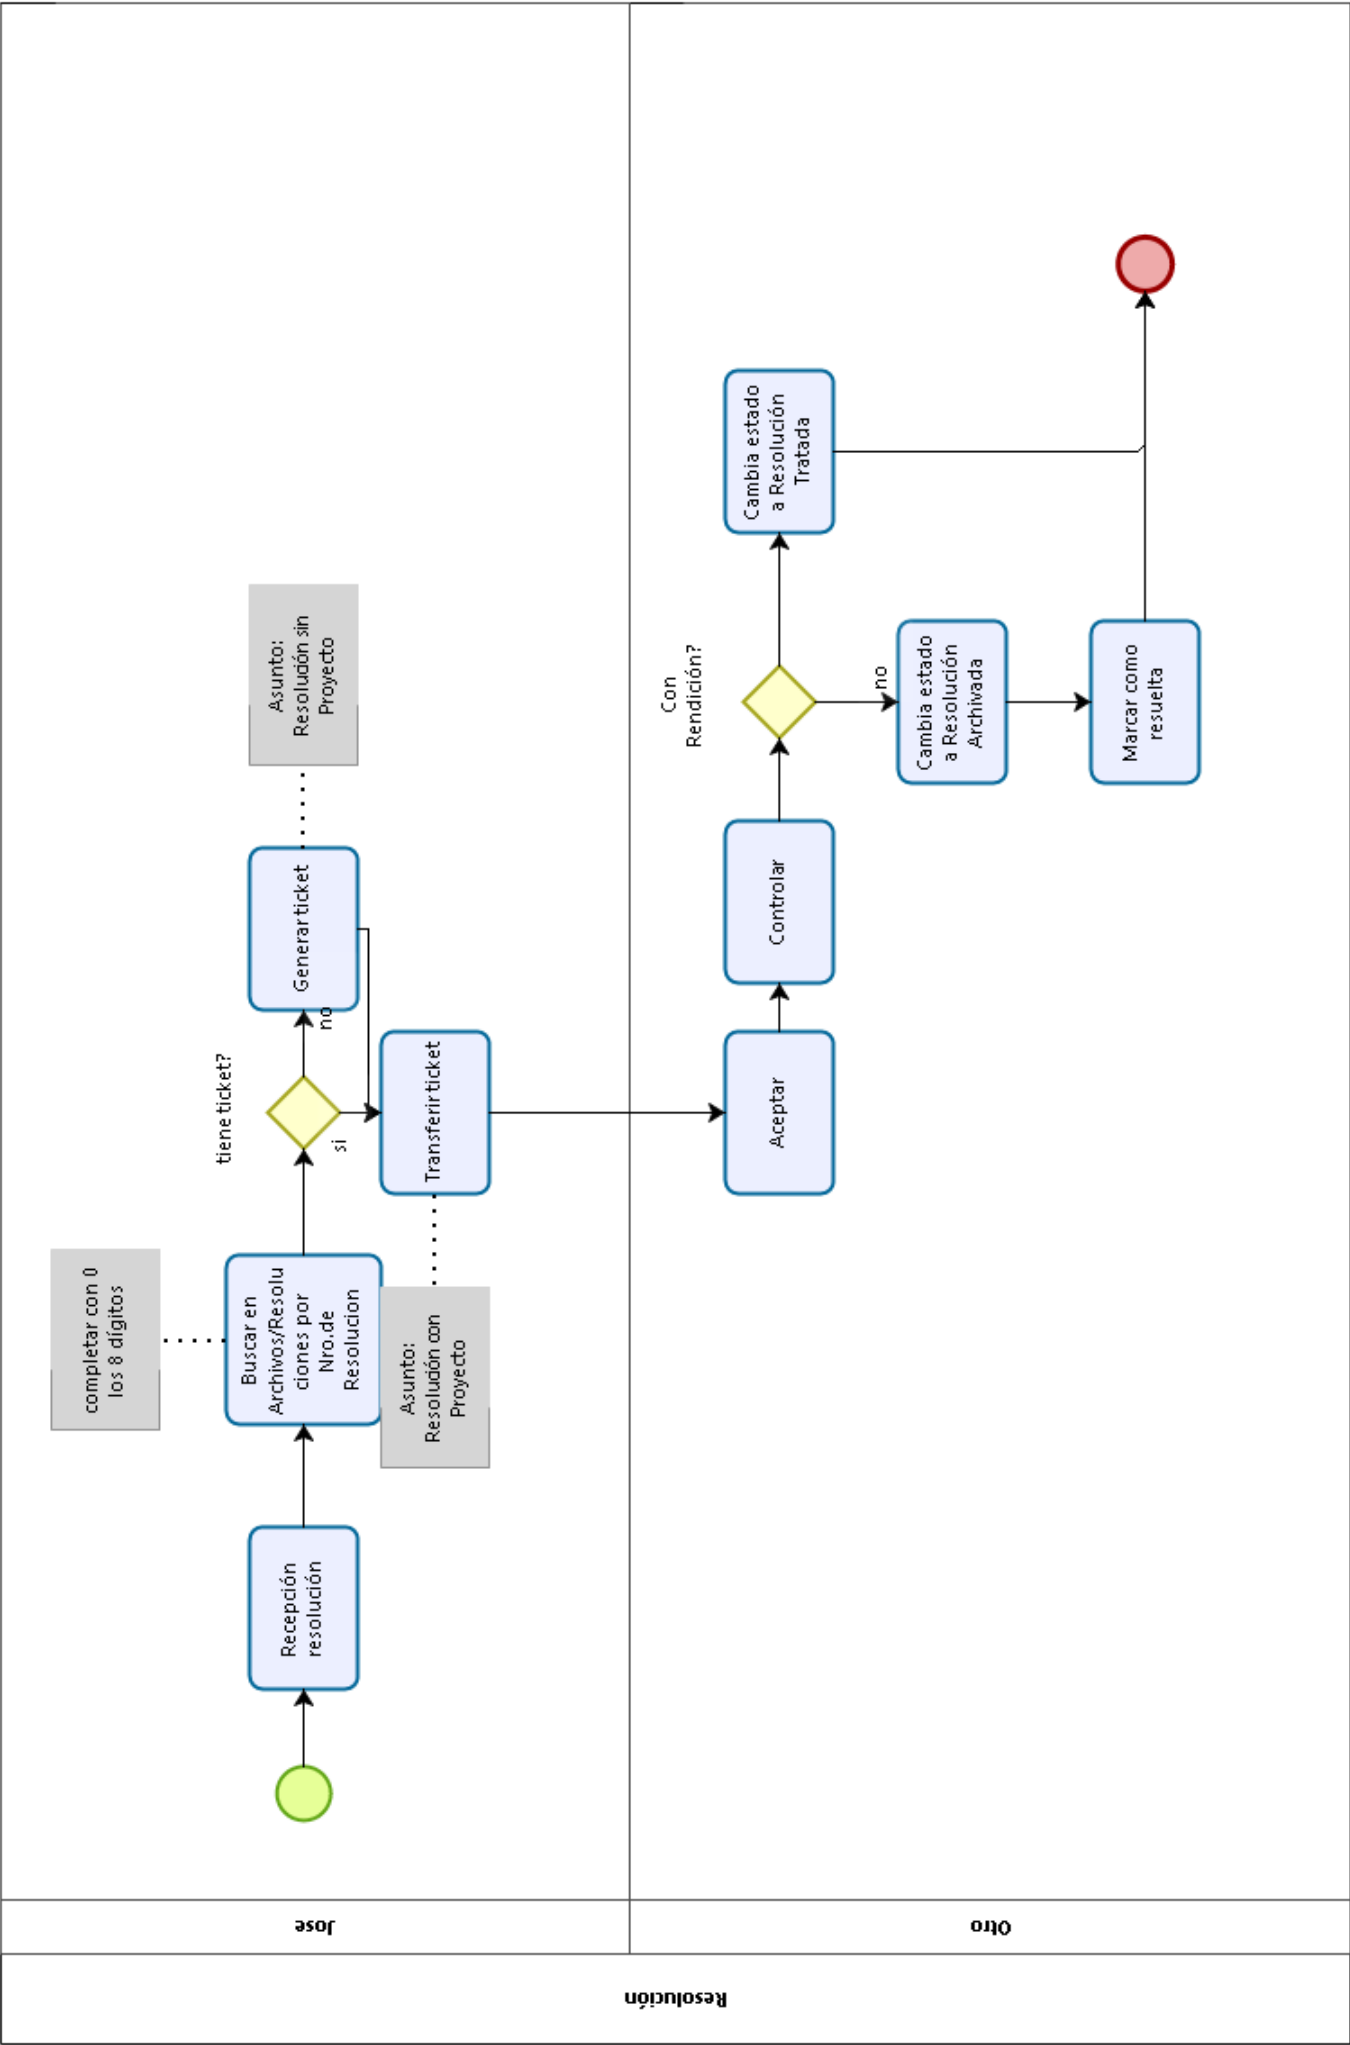 Resolución
Jose
Otro
Recepción
resolución
completar con 0
los 8 dígitos
Buscar en
Archivos/Resolu
ciones por
Nro.de
Resolucion
tiene ticket?
no
si
Generar ticket
Asunto:
Resolución sin
Proyecto
Asunto:
Resolución con
Proyecto
Transferir ticket
Aceptar
Controlar
Con
Rendición?
no
Cambia estado
a Resolución
Tratada
Cambia estado
a Resolución
Archivada
Marcar como
resuelta